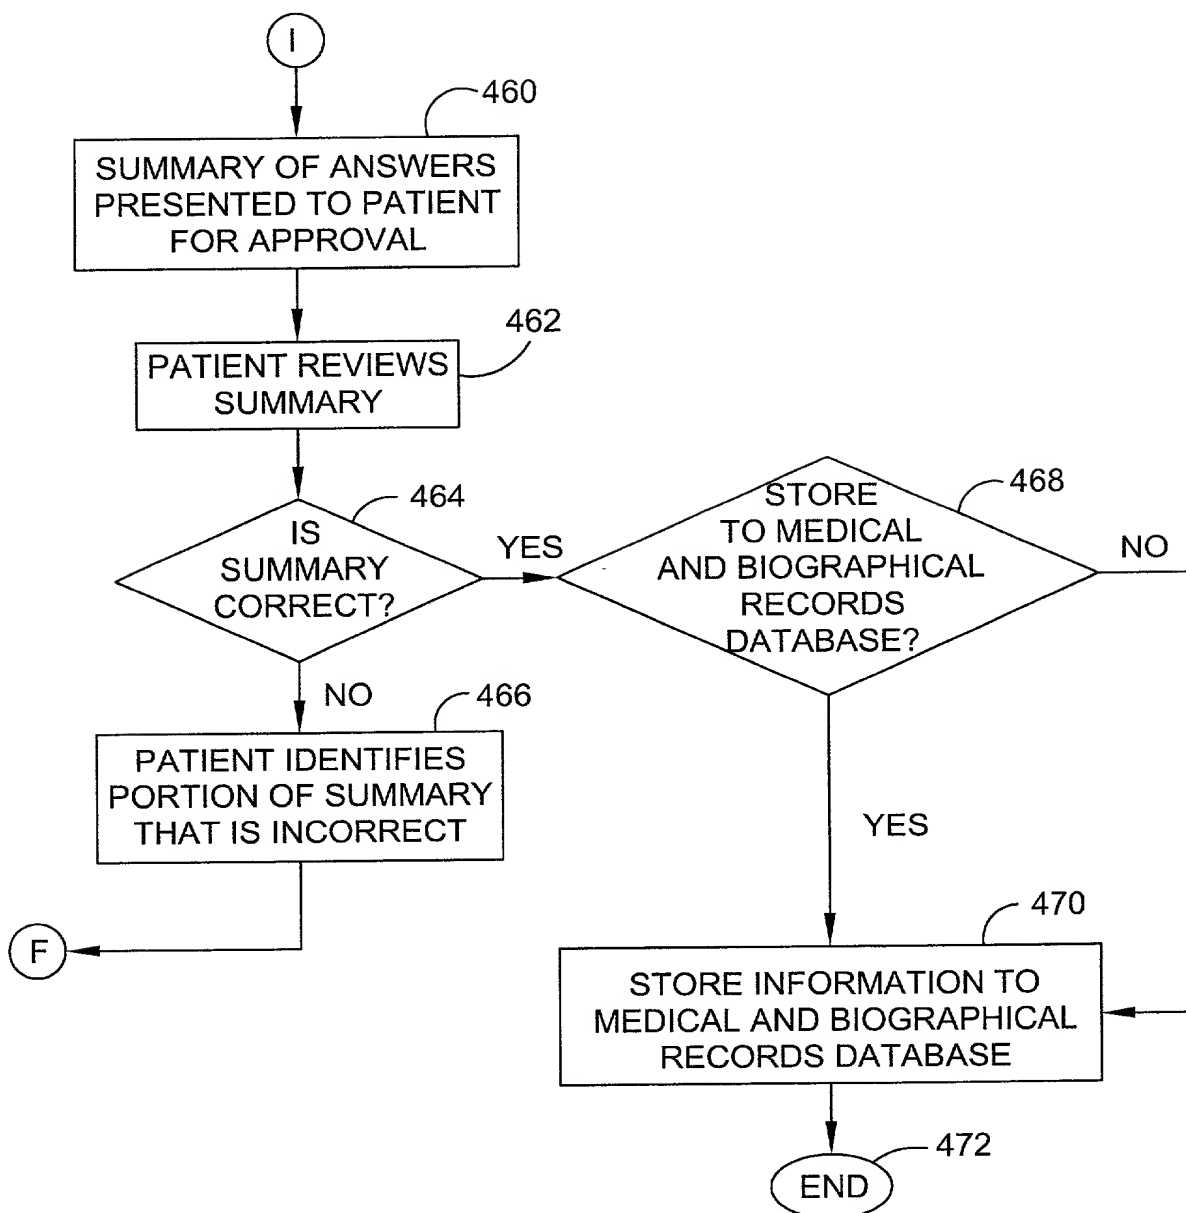 I
460
SUMMARY OF ANSWERS
PRESENTED TO PATIENT
FOR APPROVAL
462
PATIENT REVIEWS
SUMMARY
464
IS
SUMMARY
CORRECT?
YES
468
STORE
TO MEDICAL
AND BIOGRAPHICAL
RECORDS
DATABASE?
NO
NO
466
PATIENT IDENTIFIES
PORTION OF SUMMARY
THAT IS INCORRECT
F
YES
470
STORE INFORMATION TO
MEDICAL AND BIOGRAPHICAL
RECORDS DATABASE
472
END